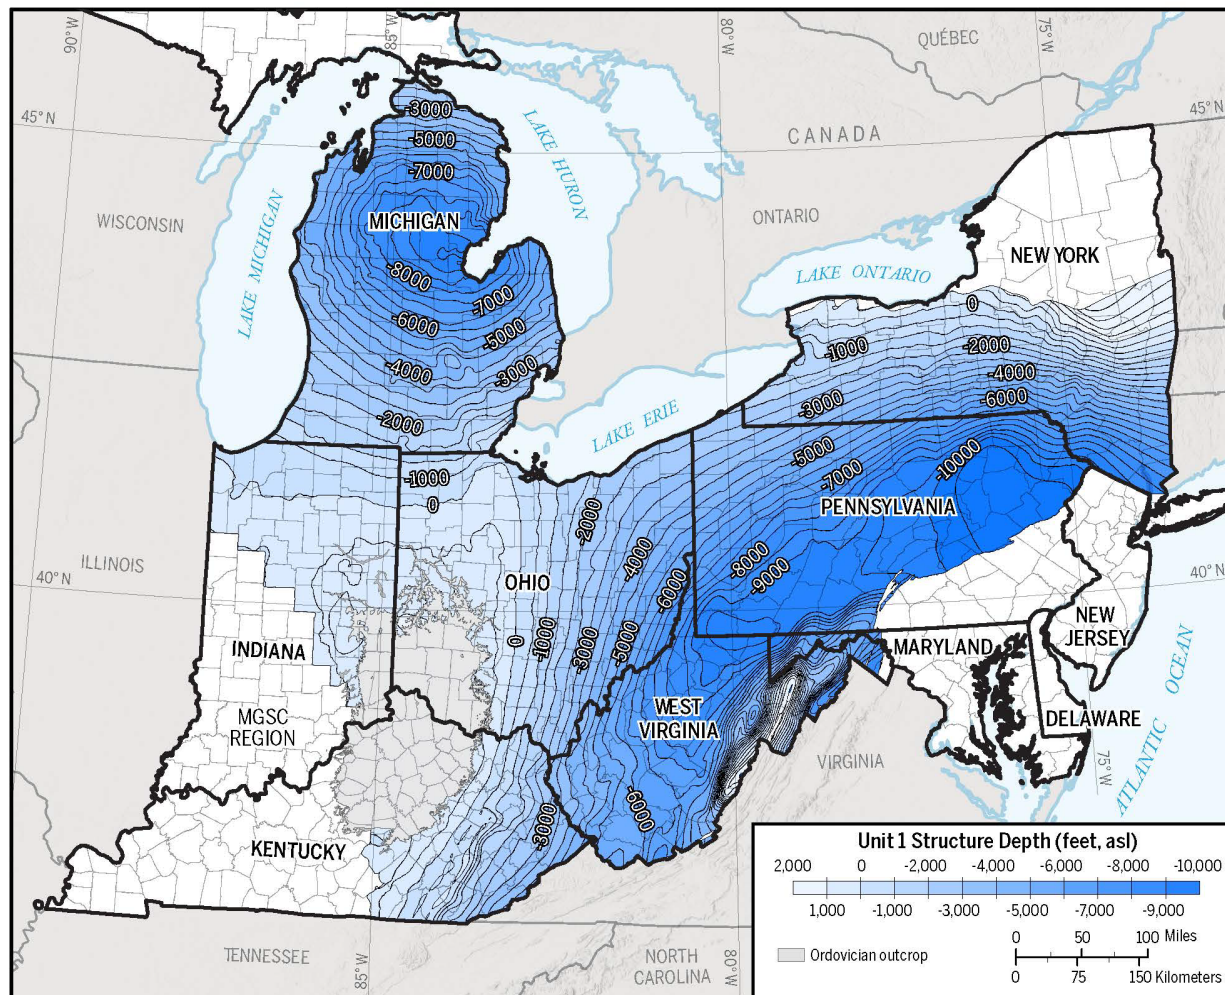 90° W
85° W
80° W
75° W
QUÉBEC
45° N
45° N
CANADA
-3000
-5000
-7000
LAKE HURON
WISCONSIN
MICHIGAN
LAKE MICHIGAN
ONTARIO
NEW YORK
LAKE ONTARIO
-8000
-7000
-6000
-5000
-4000
-3000
-2000
0
-1000
-2000
-4000
-6000
-3000
LAKE ERIE
-1000
0
-5000
-7000
-10000
PENNSYLVANIA
-2000
-4000
-6000
-8000
-9000
ILLINOIS
40° N
40° N
OHIO
0
-1000
-3000
-5000
INDIANA
MGSC
REGION
NEW
JERSEY
MARYLAND
DELAWARE
WEST
VIRGINIA
VIRGINIA
ATLANTIC OCEAN
75° W
-6000
-3000
KENTUCKY
TENNESSEE
85° W
NORTH
CAROLINA
80° W
Unit 1 Structure Depth (feet, asl)
2,000 0 -2,000 -4,000 -6,000 -8,000 -10,000
1,000 -1,000 -3,000 -5,000 -7,000 -9,000
Ordovician outcrop
0 50 100 Miles
0 75 150 Kilometers